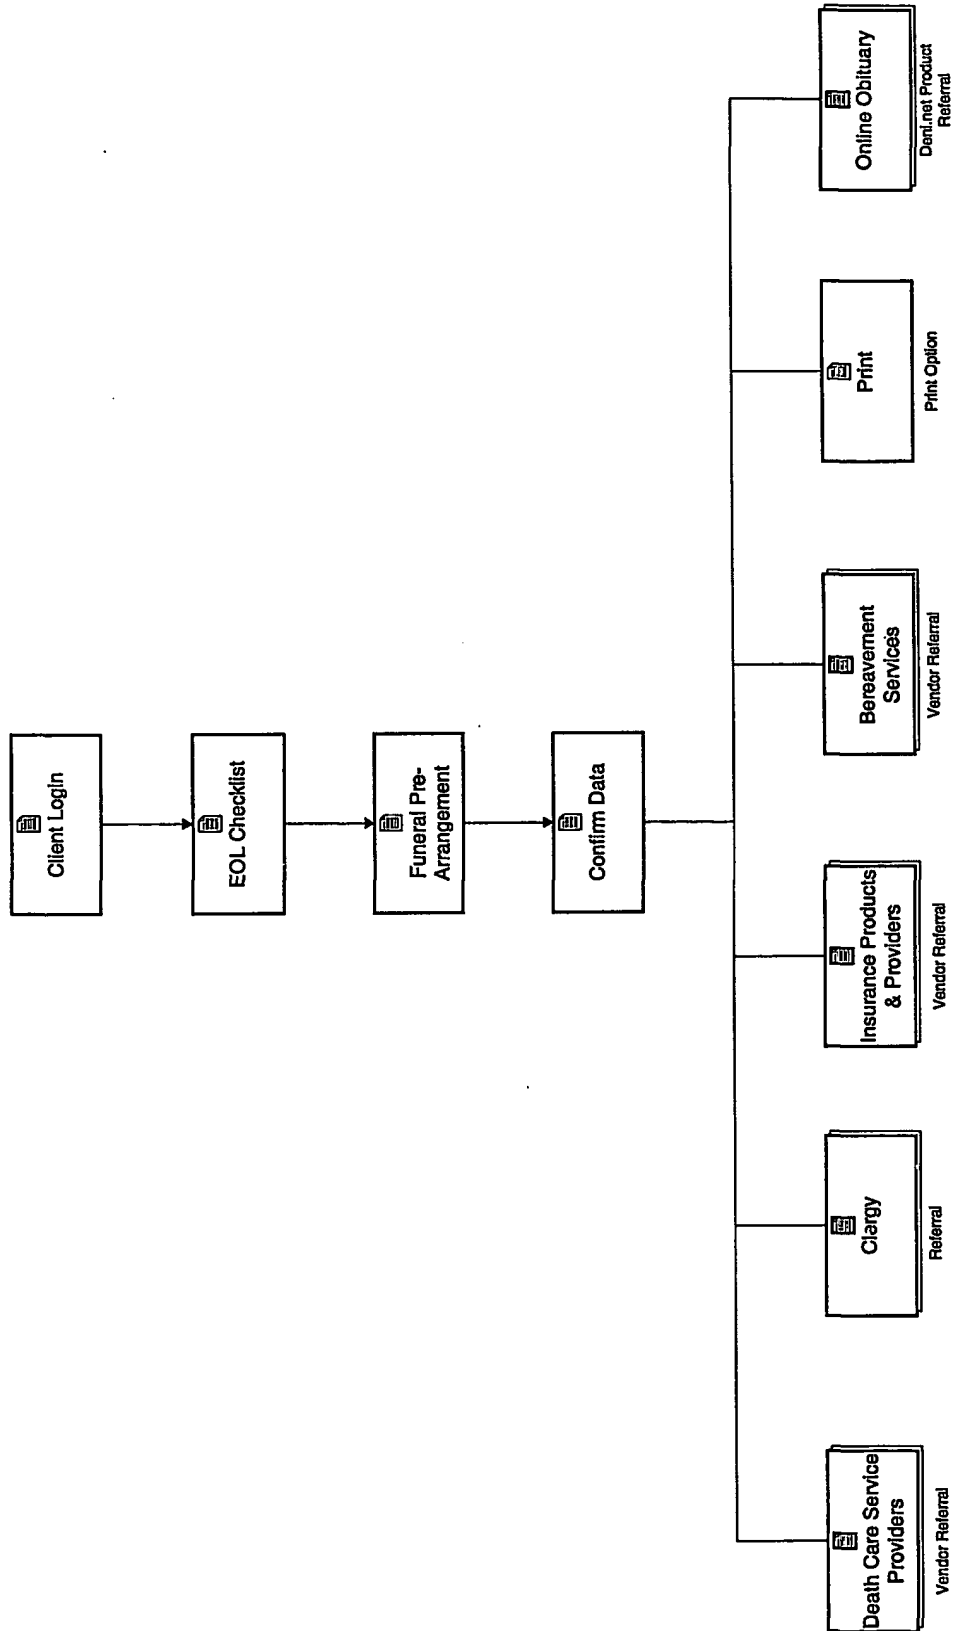 Client Login
EOL Checklist
Funeral Pre-
Arrangement
Confirm Data
Death Care Service
Providers
Vendor Referral
Clergy
Referral
Insurance Products
& Providers
Vendor Referral
Bereavement
Services
Vendor Referral
Print
Print Option
Online Obituary
Deni.net Product
Referral